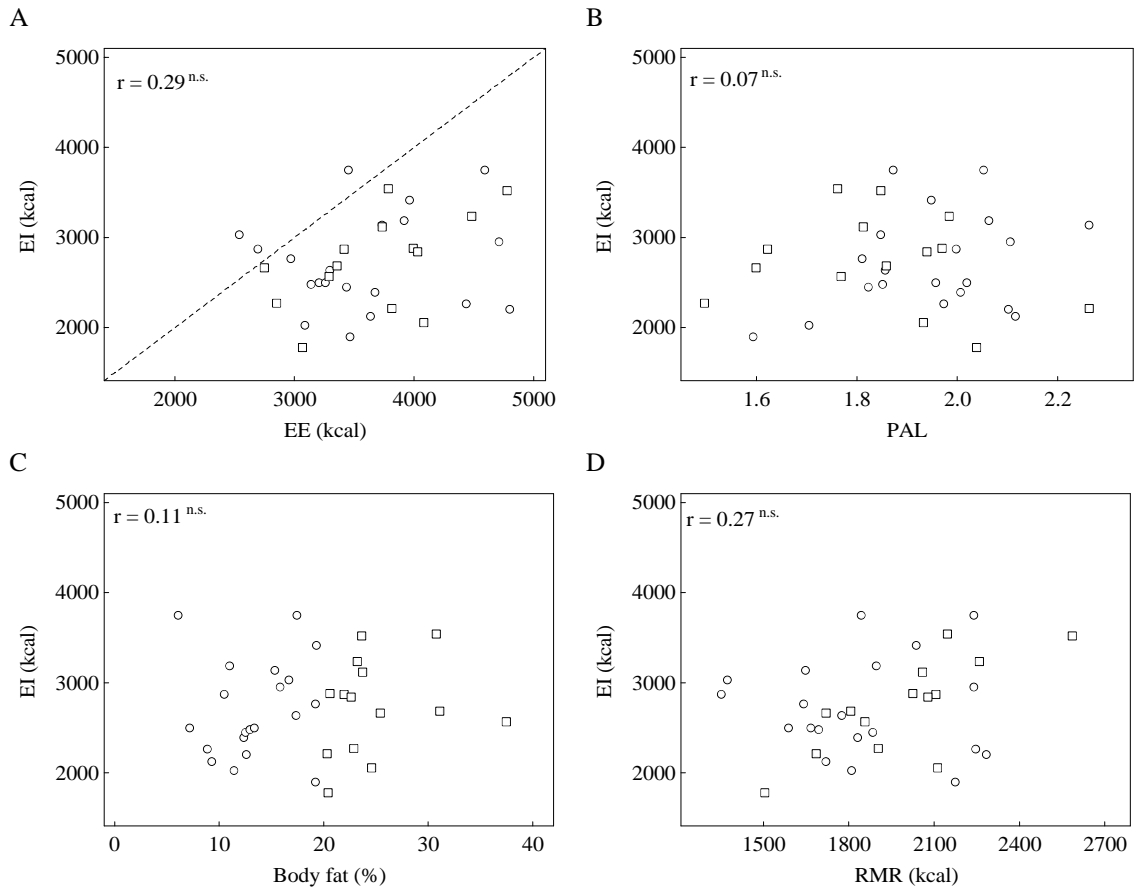 A
r = 0.29 n.s.
5000
4000
3000
2000
EI (kcal)
2000 3000 4000 5000
EE (kcal)
B
r = 0.07 n.s.
5000
4000
3000
2000
EI (kcal)
1.6 1.8 2.0 2.2
PAL
C
r = 0.11 n.s.
5000
4000
3000
2000
EI (kcal)
0 10 20 30 40
Body fat (%)
D
r = 0.27 n.s.
5000
4000
3000
2000
EI (kcal)
1500 1800 2100 2400 2700
RMR (kcal)